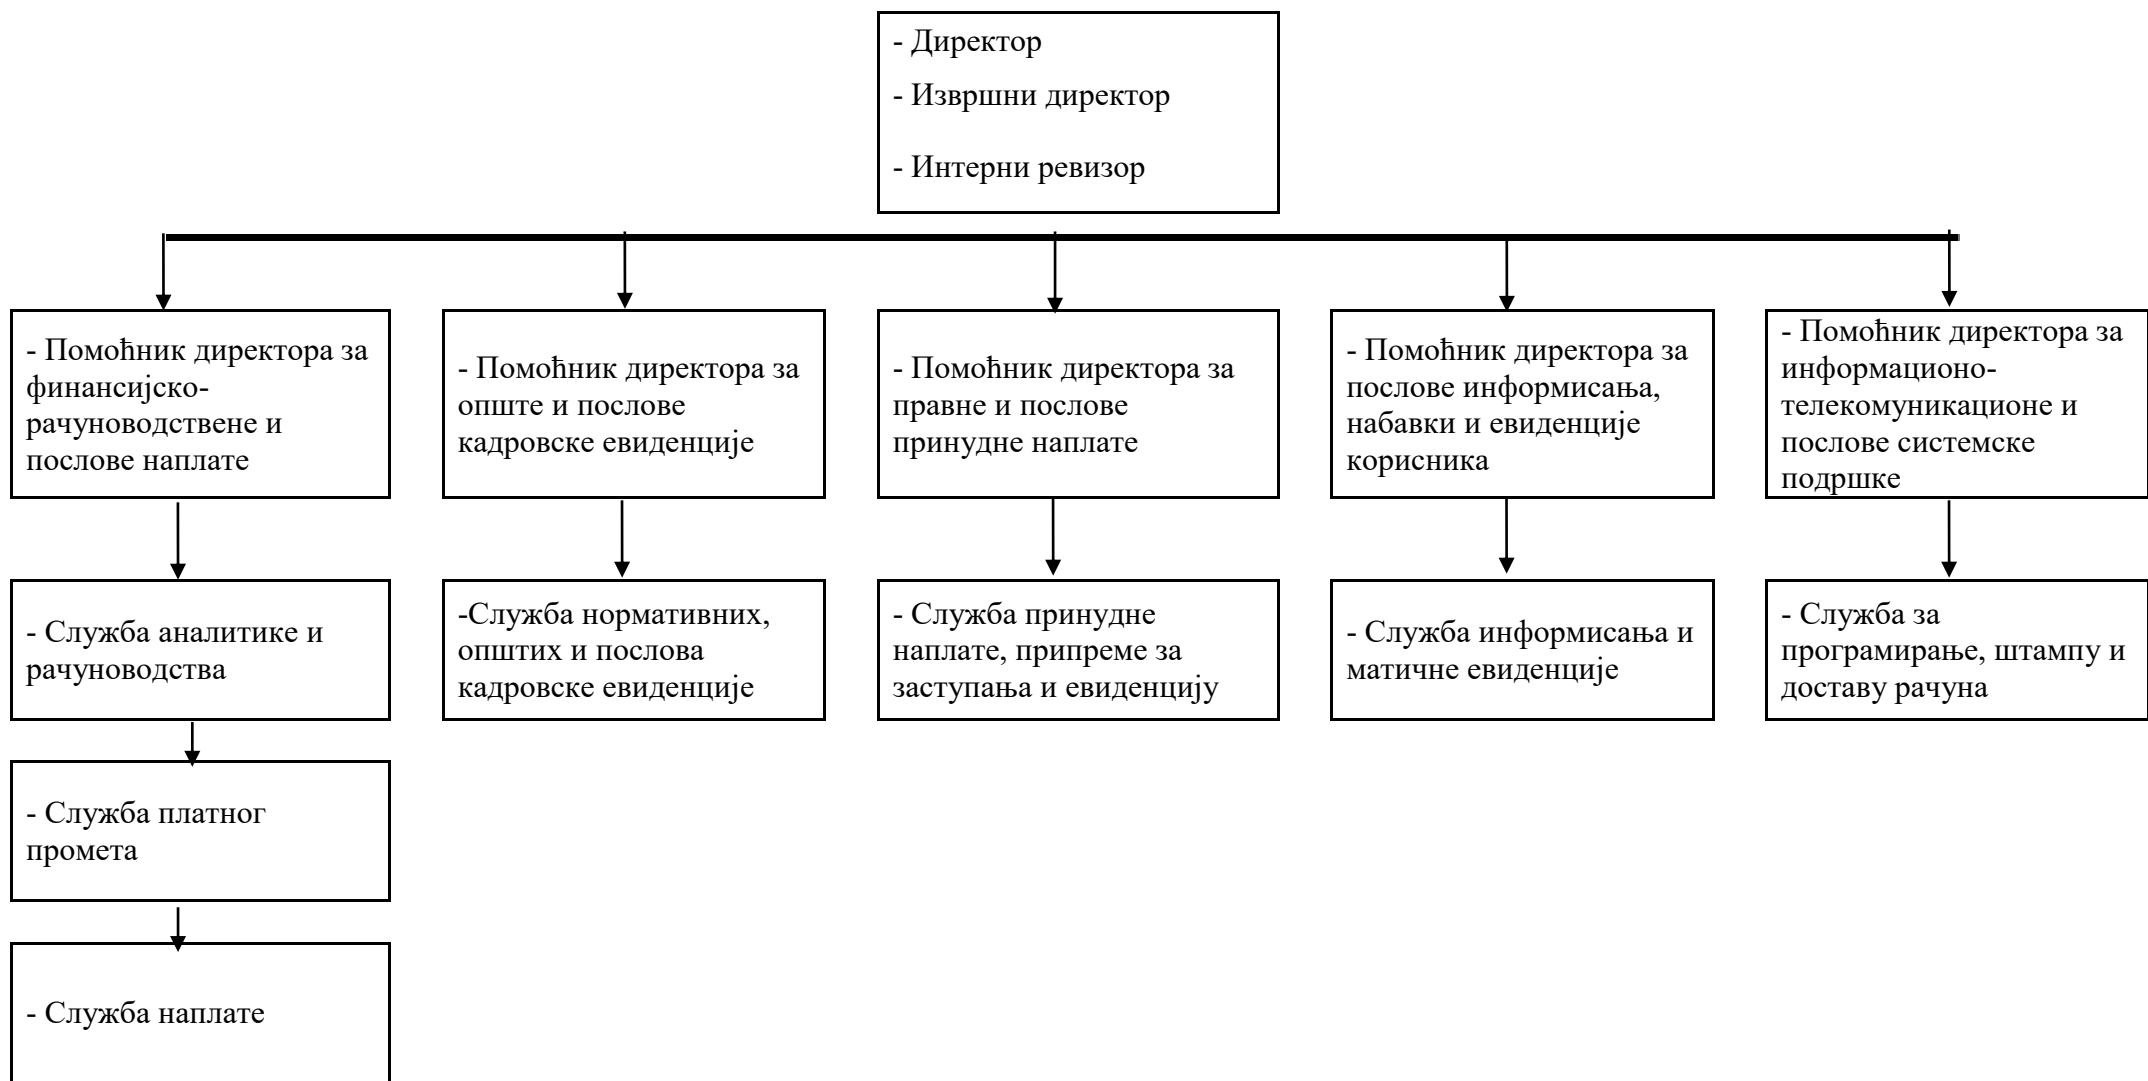 - Директор
- Извршни директор
- Интерни ревизор
- Помоћник директора за
финансијско-
рачуноводствене и
послове наплате
- Помоћник директора за
опште и послове
кадровске евиденције
- Помоћник директора за
правне и послове
принудне наплате
- Помоћник директора за
послове информисања,
набавки и евиденције
корисника
- Помоћник директора за
информационо-
телекомуникационе и
послове системске
подршке
- Служба аналитике и
рачуноводства
-Служба нормативних,
општих и послова
кадровске евиденције
- Служба принудне
наплате, припреме за
заступања и евиденцију
- Служба информисања и
матичне евиденције
- Служба за
програмирање, штампу и
доставу рачуна
- Служба платног
промета
- Служба наплате